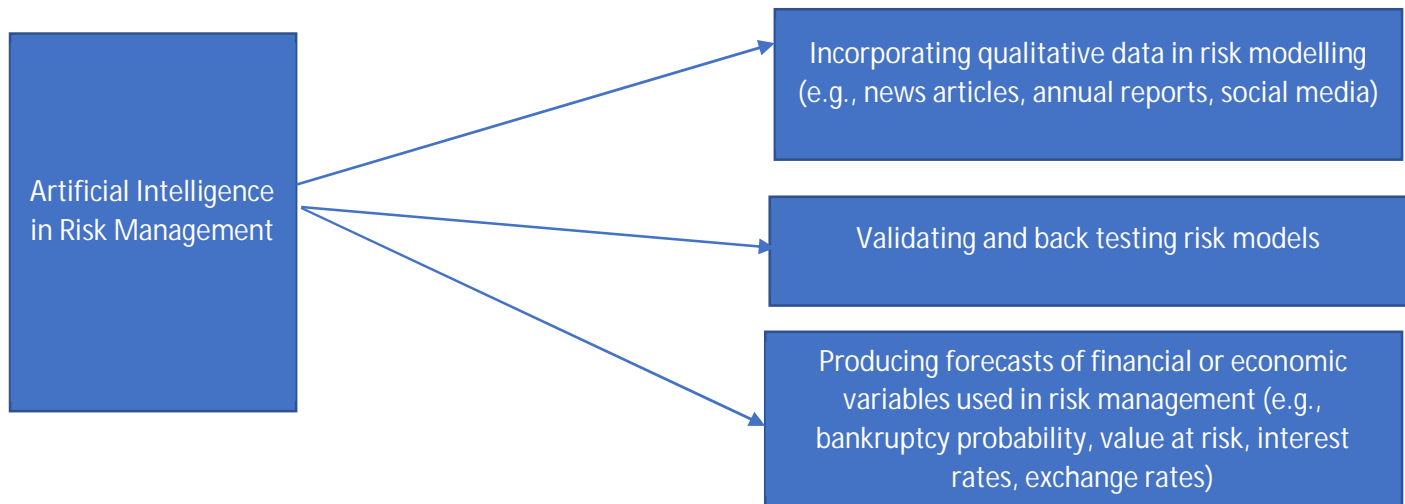 Artificial Intelligence
in Risk Management
Incorporating qualitative data in risk modelling
(e.g., news articles, annual reports, social media)
Validating and back testing risk models
Producing forecasts of financial or economic
variables used in risk management (e.g.,
bankruptcy probability, value at risk, interest
rates, exchange rates)